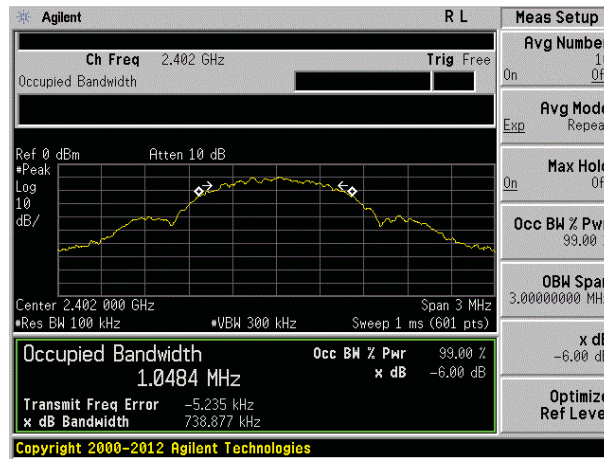 Agilent R L
Meas Setup
Ch Freq 2.402 GHz Trig Free
Occupied Bandwidth
Avg Number
On Of
Avg Mode
Exp Repea
Ref 0 dBm Atten 10 dB
#Peak
Log
10
dB/
Max Hold
On Of
Occ BW % Pwr
99.00
OBW Span
3.00000000 MH
Center 2.402 000 GHz Span 3 MHz
#Res BW 100 kHz #VBW 300 kHz Sweep 1 ms (601 pts)
x dB
-6.00 dB
Occupied Bandwidth Occ BW % Pwr 99.00 %
1.0484 MHz x dB -6.00 dB
Transmit Freq Error -5.235 kHz
x dB Bandwidth 738.877 kHz
Optimize
Ref Level
Copyright 2000-2012 Agilent Technologies